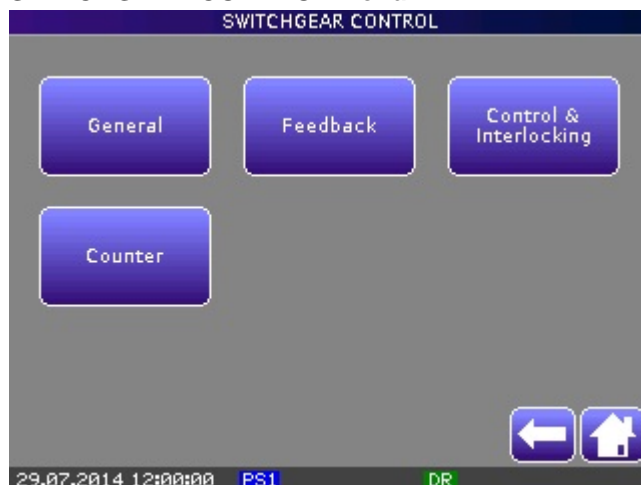 SWITCHGEAR CONTROL
General
Feedback
Control &
Interlocking
Counter
29.07.2014 12:00:00 PS1 DR